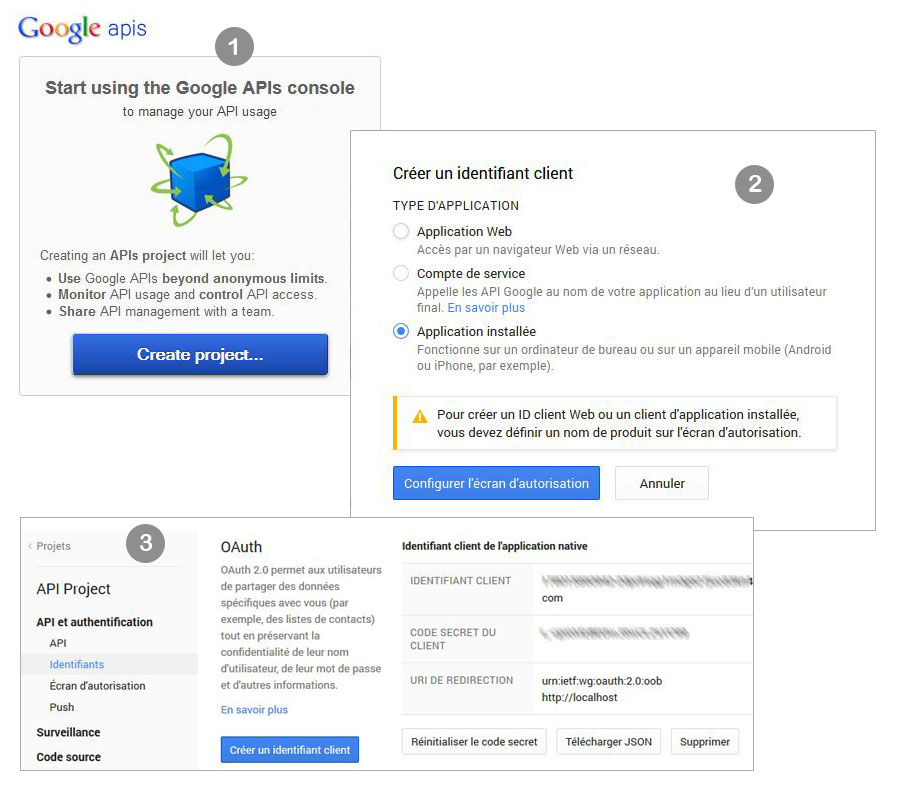 Google apis
1
Start using the Google APIs console
to manage your API usage
Creating an APIs project will let you:
• Use Google APIs beyond anonymous limits.
• Monitor API usage and control API access.
• Share API management with a team.
Create project...
2
Créer un identifiant client
TYPE D'APPLICATION
Application Web
Accès par un navigateur Web via un réseau.
Compte de service
Appelle les API Google au nom de votre application au lieu d'un utilisateur
final. En savoir plus
Application installée
Fonctionne sur un ordinateur de bureau ou sur un appareil mobile (Android
ou iPhone, par exemple).
Pour créer un ID client Web ou un client d'application installée,
vous devez définir un nom de produit sur l'écran d'autorisation.
Configurer l'écran d'autorisation
Annuler
3
‹ Projets
API Project
API et authentification
API
Identifiants
Écran d'autorisation
Push
Surveillance
Code source
OAuth
OAuth 2.0 permet aux utilisateurs
de partager des données
spécifiques avec vous (par
exemple, des listes de contacts)
tout en préservant la
confidentialité de leur nom
d'utilisateur, de leur mot de passe
et d'autres informations.
En savoir plus
Créer un identifiant client
Identifiant client de l'application native
IDENTIFIANT CLIENT
com
CODE SECRET DU
CLIENT
URI DE REDIRECTION
urn:ietf:wg:oauth:2.0:oob
http://localhost
Réinitialiser le code secret
Télécharger JSON
Supprimer